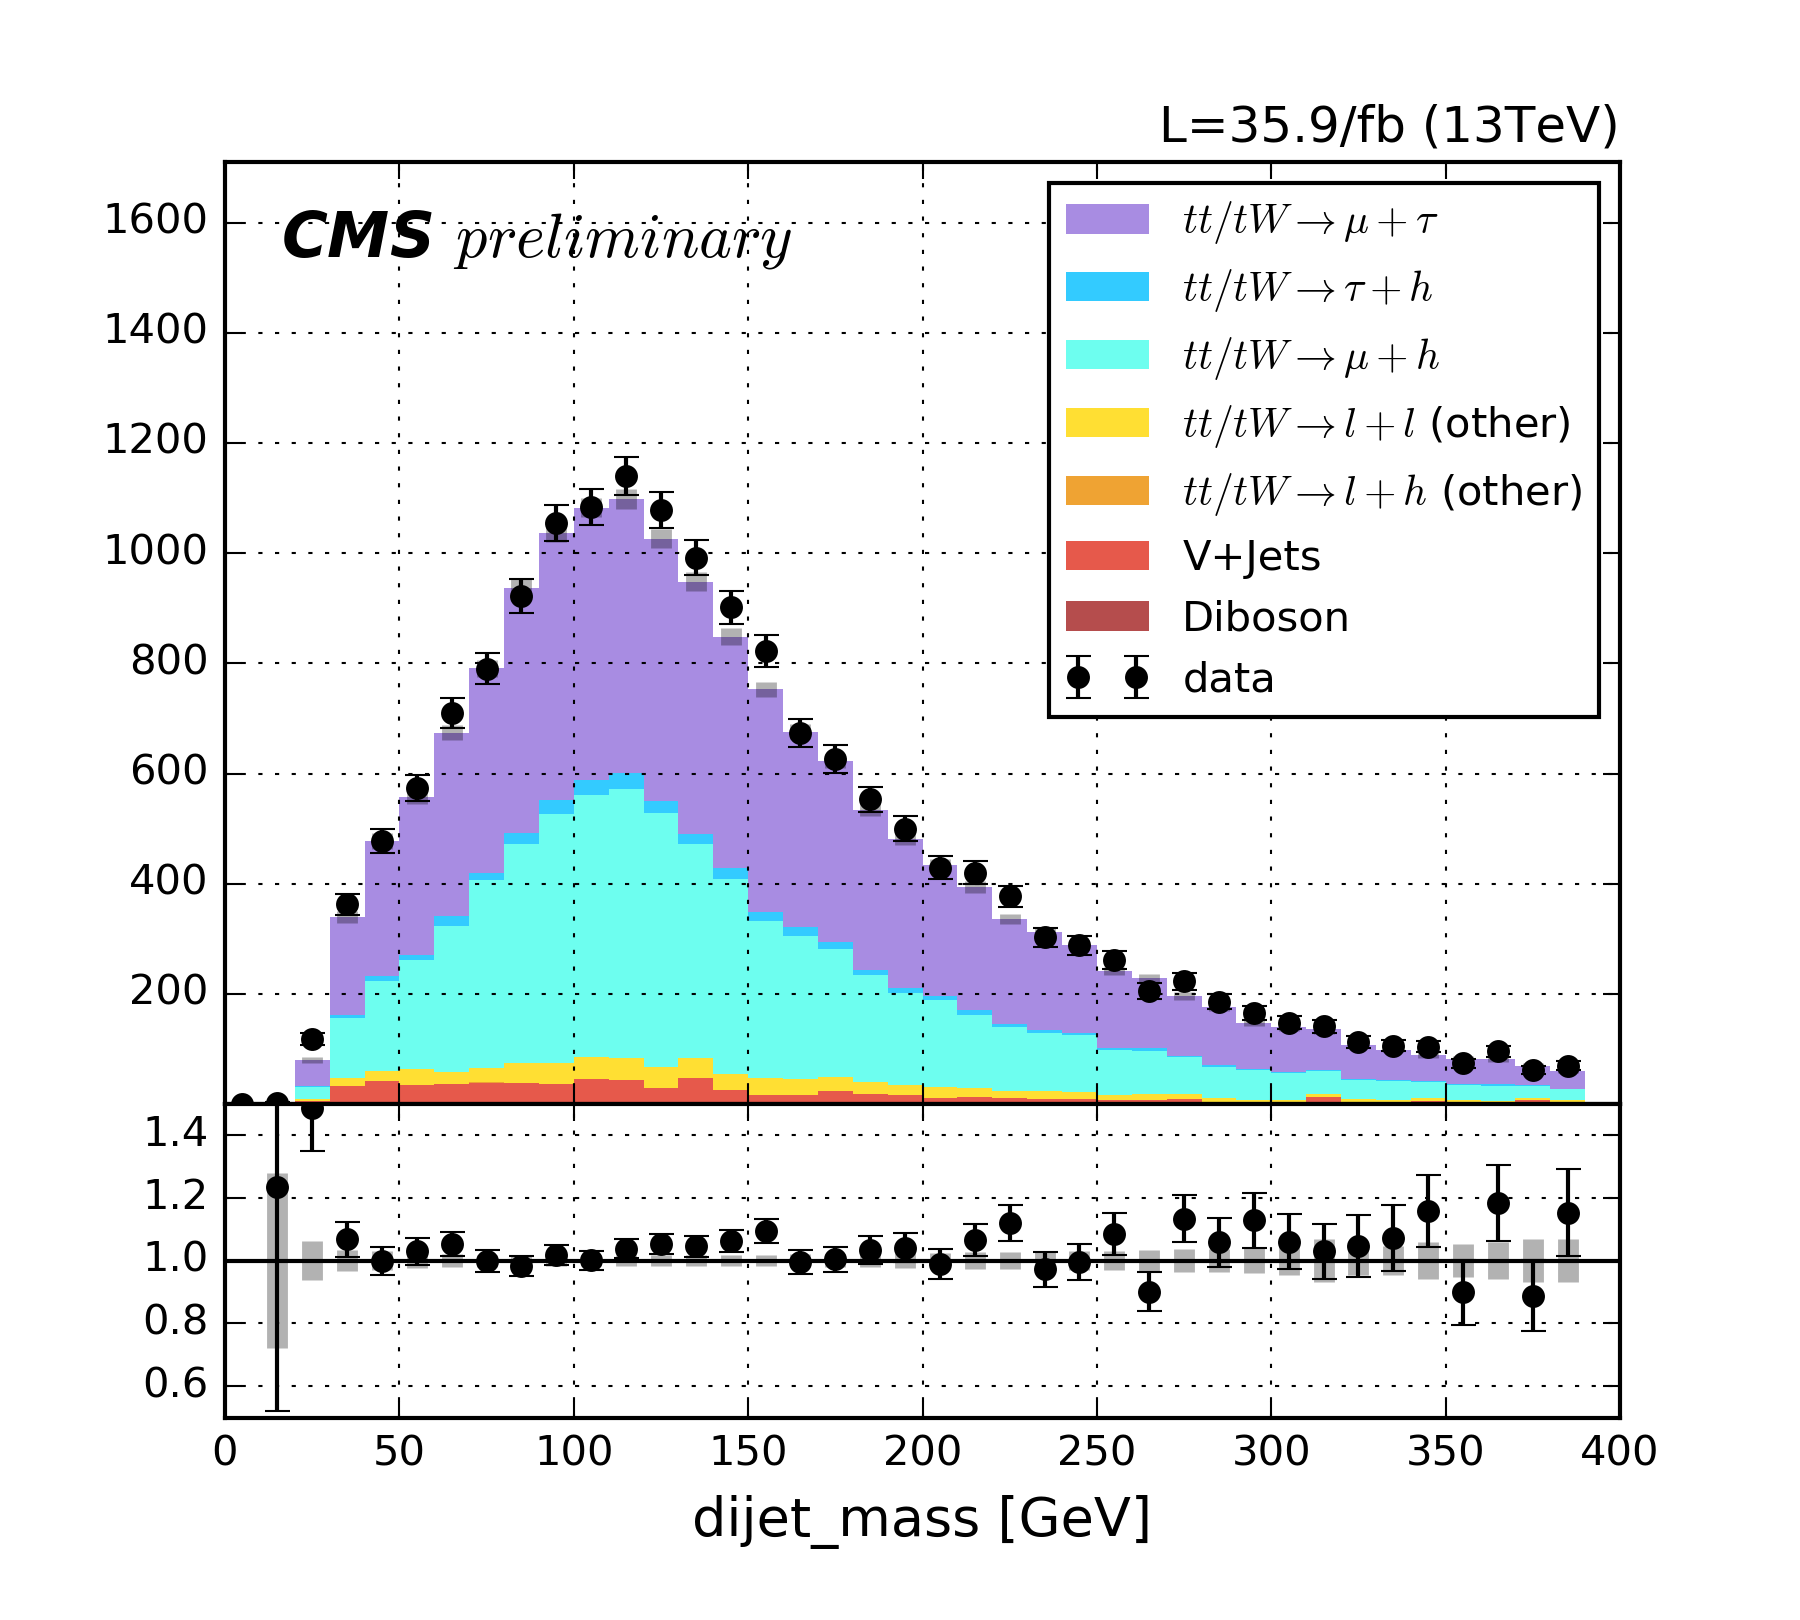 L=35.9/fb (13TeV)
CMS preliminary
1600
1400
1200
1000
800
600
400
200
tt/tW → μ + τ
tt/tW → τ + h
tt/tW → μ + h
tt/tW → l + l (other)
tt/tW → l + h (other)
V+Jets
Diboson
data
1.4
1.2
1.0
0.8
0.6
0 50 100 150 200 250 300 350 400
dijet_mass [GeV]